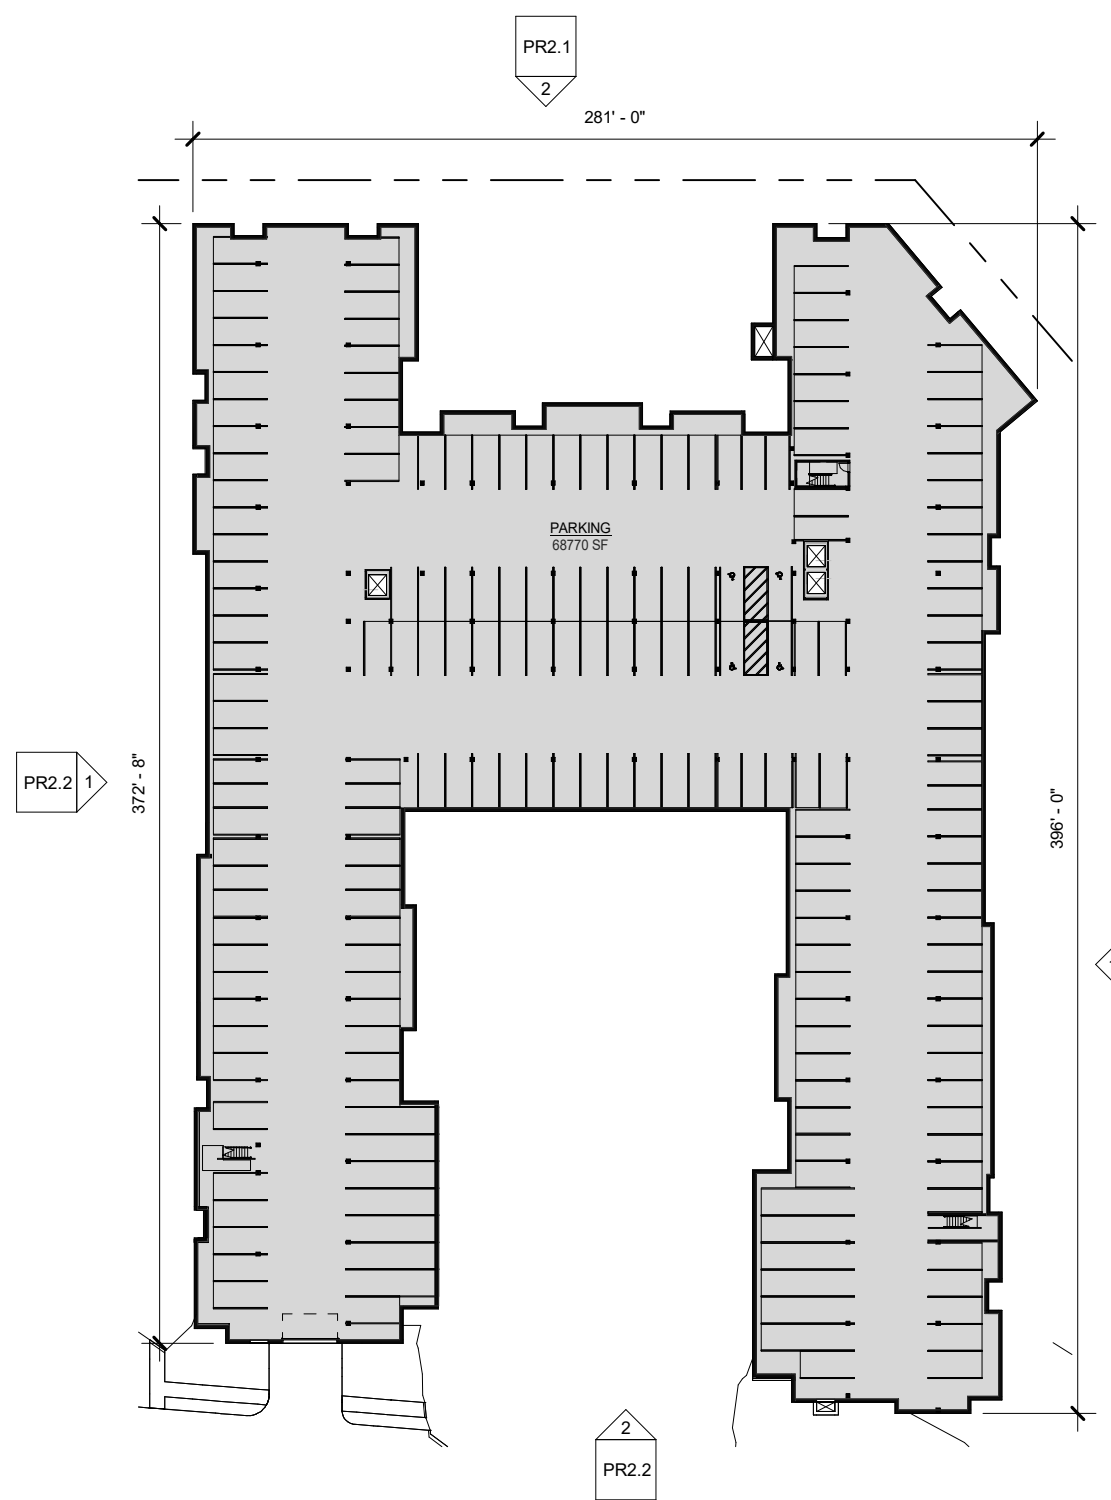 PR2.1
2
281' - 0"
PARKING
68770 SF
PR2.2 1
372' - 8"
396' - 0"
2
PR2.2